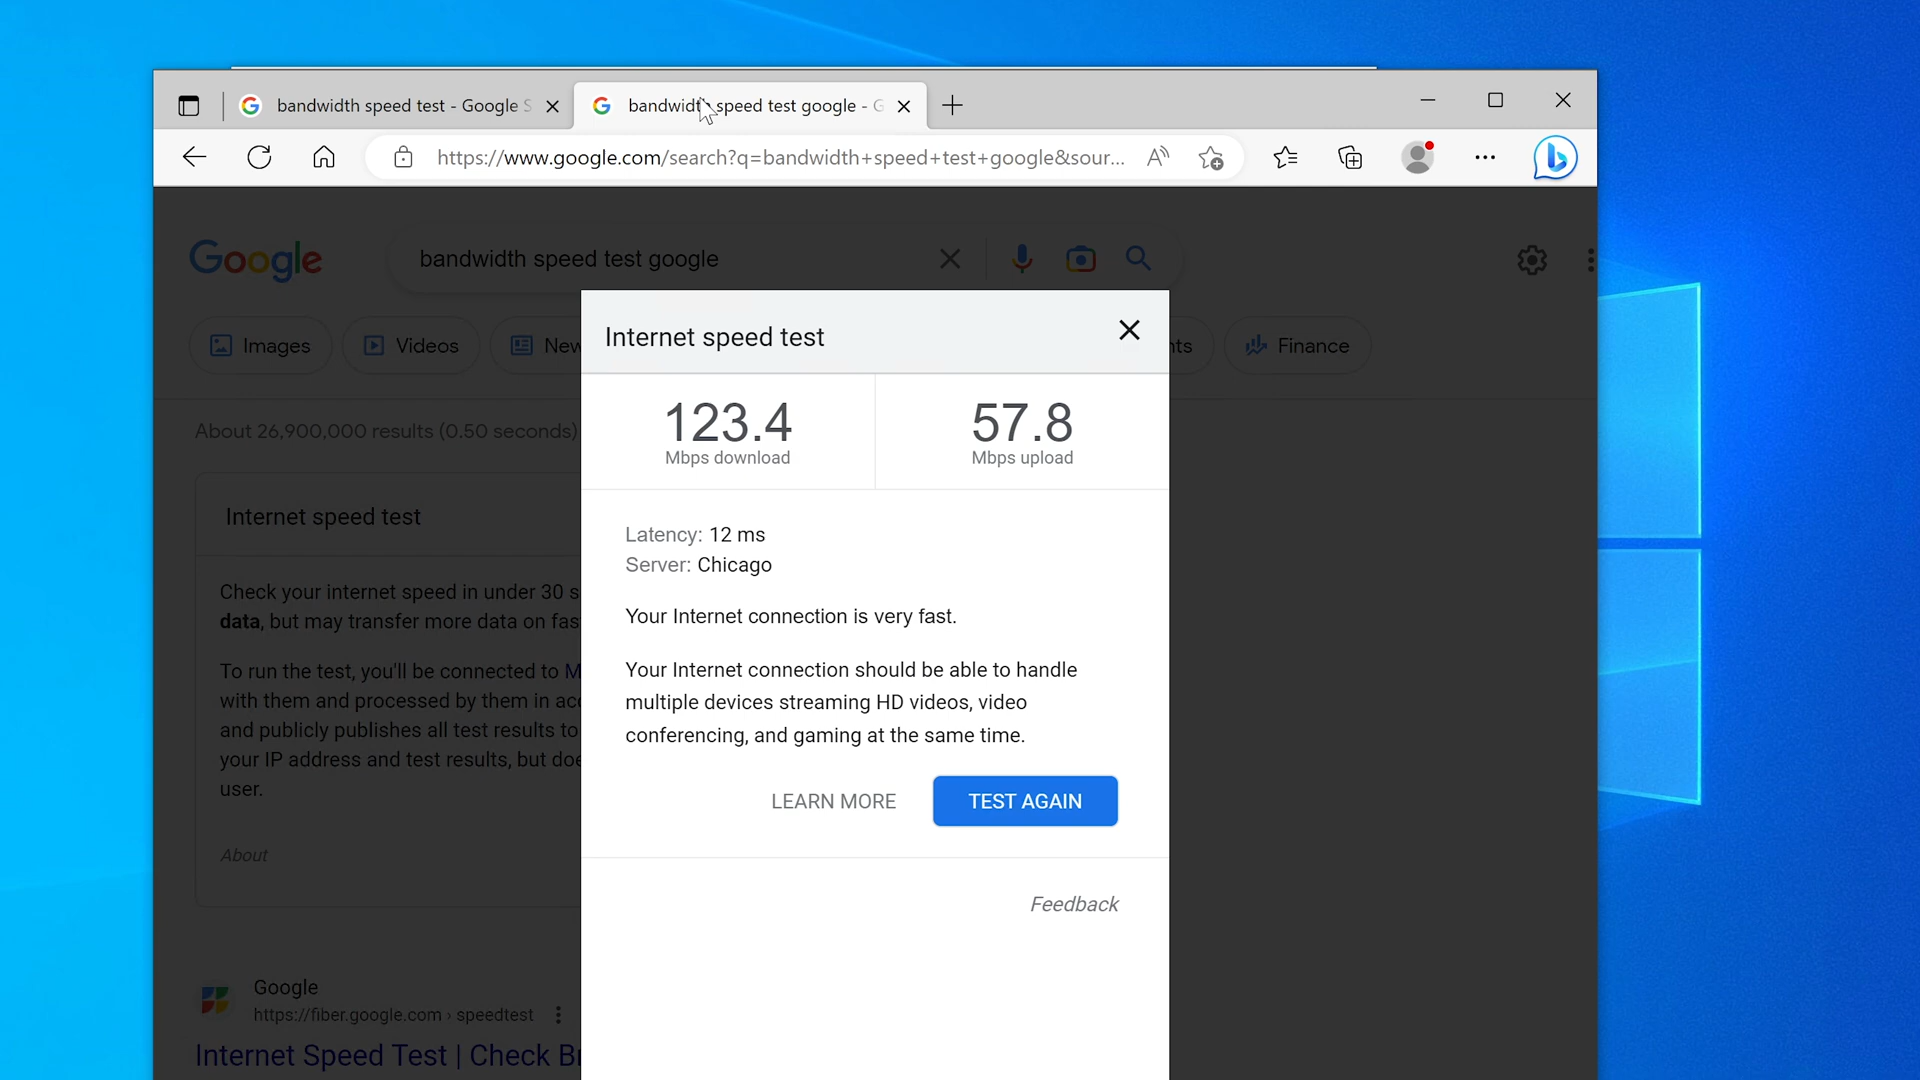 bandwidth speed test - Google S
bandwidth speed test google - G
https://www.google.com/search?q=bandwidth+speed+test+google&sour...
Google
bandwidth speed test google
Images
Videos
New
nts
Finance
About 26,900,000 results (0.50 seconds)
Internet speed test
Check your internet speed in under 30 s
data, but may transfer more data on fas
To run the test, you'll be connected to M
with them and processed by them in acc
and publicly publishes all test results to
your IP address and test results, but doe
user.
About
Internet speed test
123.4
Mbps download
57.8
Mbps upload
Latency: 12 ms
Server: Chicago
Your Internet connection is very fast.
Your Internet connection should be able to handle
multiple devices streaming HD videos, video
conferencing, and gaming at the same time.
LEARN MORE
TEST AGAIN
Feedback
Google
https://fiber.google.com › speedtest
Internet Speed Test | Check Br